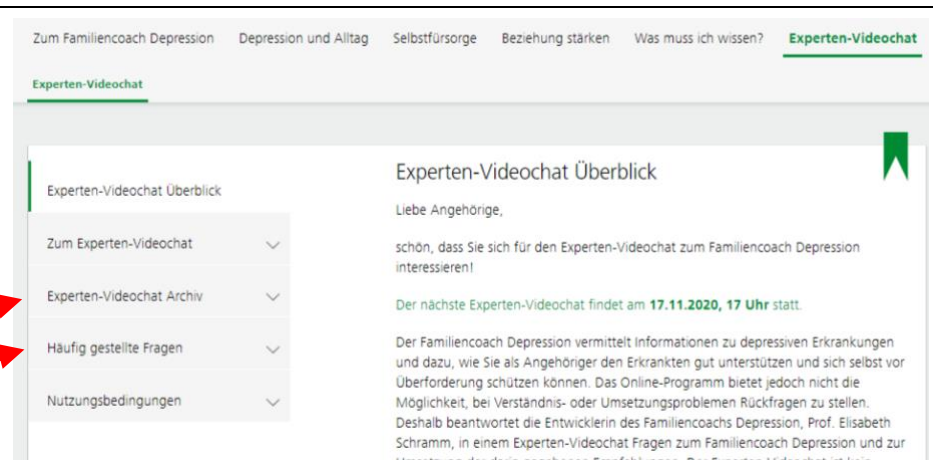 Zum Familiencoach Depression Depression und Alltag Selbstfürsorge Beziehung stärken Was muss ich wissen? Experten-Videochat
Experten-Videochat
Experten-Videochat Überblick
Zum Experten-Videochat
Experten-Videochat Archiv
Häufig gestellte Fragen
Nutzungsbedingungen
Experten-Videochat Überblick
Liebe Angehörige,
schön, dass Sie sich für den Experten-Videochat zum Familiencoach Depression
interessieren!
Der nächste Experten-Videochat findet am 17.11.2020, 17 Uhr statt.
Der Familiencoach Depression vermittelt Informationen zu depressiven Erkrankungen
und dazu, wie Sie als Angehöriger den Erkrankten gut unterstützen und sich selbst vor
Überforderung schützen können. Das Online-Programm bietet jedoch nicht die
Möglichkeit, bei Verständnis- oder Umsetzungsproblemen Rückfragen zu stellen.
Deshalb beantwortet die Entwicklerin des Familiencoachs Depression, Prof. Elisabeth
Schramm, in einem Experten-Videochat Fragen zum Familiencoach Depression und zur